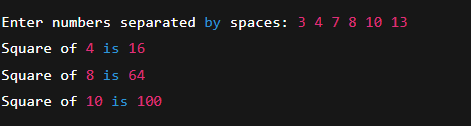 Enter numbers separated by spaces: 3 4 7 8 10 13
Square of 4 is 16
Square of 8 is 64
Square of 10 is 100